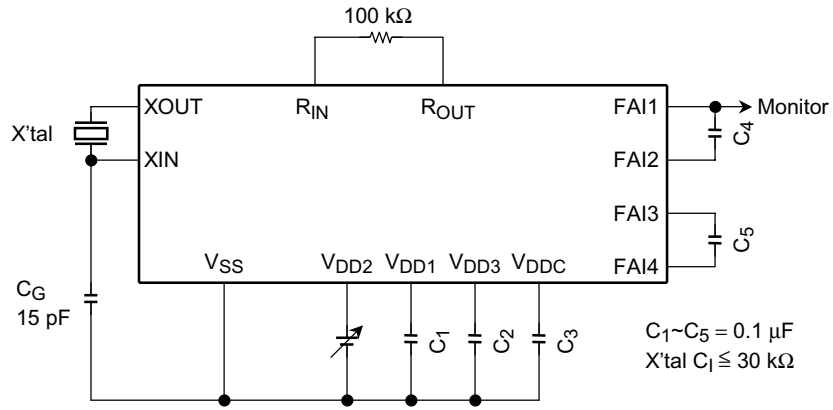 100 kΩ
XOUT
RIN
ROUT
FAI1
Monitor
X'tal
C4
XIN
FAI2
FAI3
C5
VSS
VDD2
VDD1
VDD3
VDDC
FAI4
CG
15 pF
C1
C2
C3
C1~C5 = 0.1 μF
X'tal CI ≦ 30 kΩ